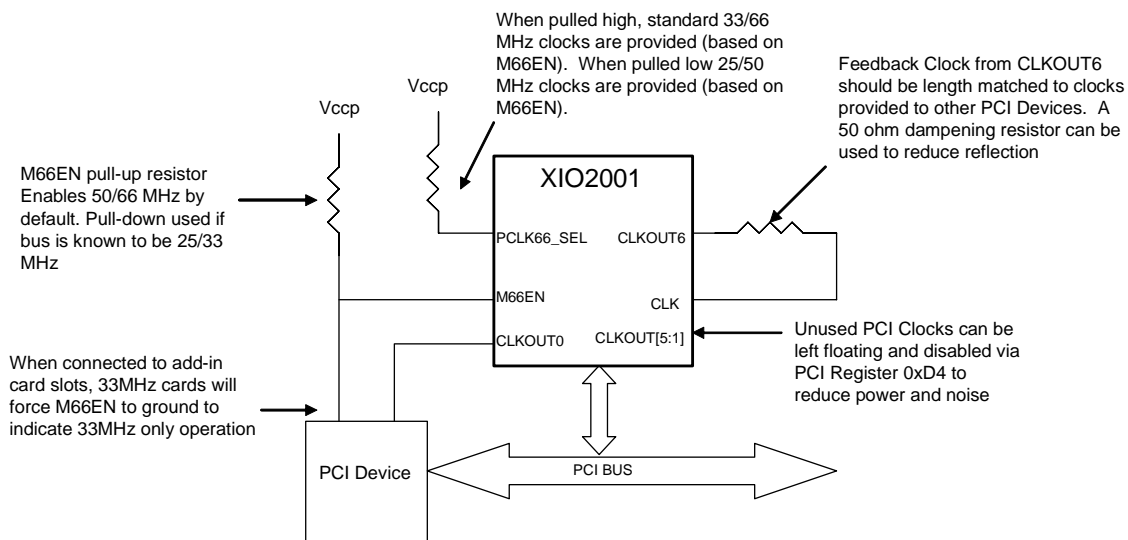 When pulled high, standard 33/66
MHz clocks are provided (based on
M66EN).  When pulled low 25/50
MHz clocks are provided (based on
M66EN).
Feedback Clock from CLKOUT6
should be length matched to clocks
provided to other PCI Devices.  A
50 ohm dampening resistor can be
used to reduce reflection
Vccp
Vccp
M66EN pull-up resistor
Enables 50/66 MHz by
default. Pull-down used if
bus is known to be 25/33
MHz
XIO2001
PCLK66_SEL
CLKOUT6
M66EN
CLK
CLKOUT0
CLKOUT[5:1]
Unused PCI Clocks can be
left floating and disabled via
PCI Register 0xD4 to
reduce power and noise
When connected to add-in
card slots, 33MHz cards will
force M66EN to ground to
indicate 33MHz only operation
PCI Device
PCI BUS